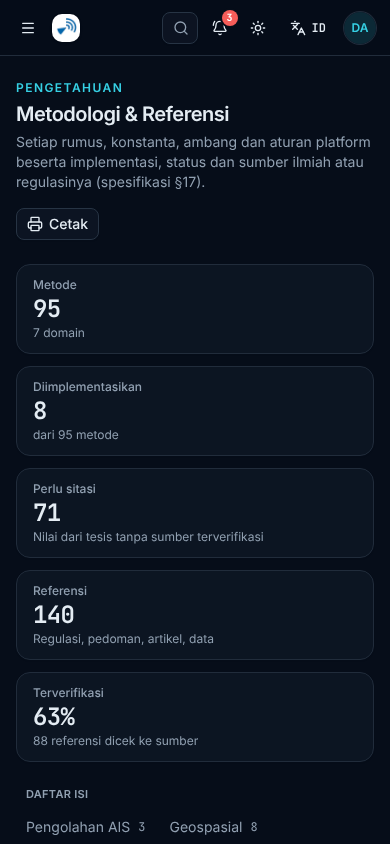 3
ID
DA
PENGETAHUAN
Metodologi & Referensi
Setiap rumus, konstanta, ambang dan aturan platform
beserta implementasi, status dan sumber ilmiah atau
regulasinya (spesifikasi §17).
Cetak
Metode
95
7 domain
Diimplementasikan
8
dari 95 metode
Perlu sitasi
71
Nilai dari tesis tanpa sumber terverifikasi
Referensi
140
Regulasi, pedoman, artikel, data
Terverifikasi
63%
88 referensi dicek ke sumber
DAFTAR ISI
Pengolahan AIS 3 Geospasial 8